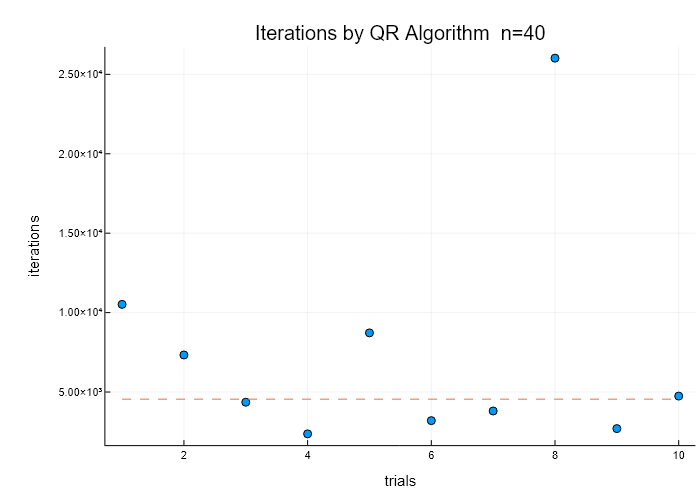 Iterations by QR Algorithm n=40
2.50×10⁴
2.00×10⁴
1.50×10⁴
1.00×10⁴
5.00×10³
iterations
2 4 6 8 10
trials